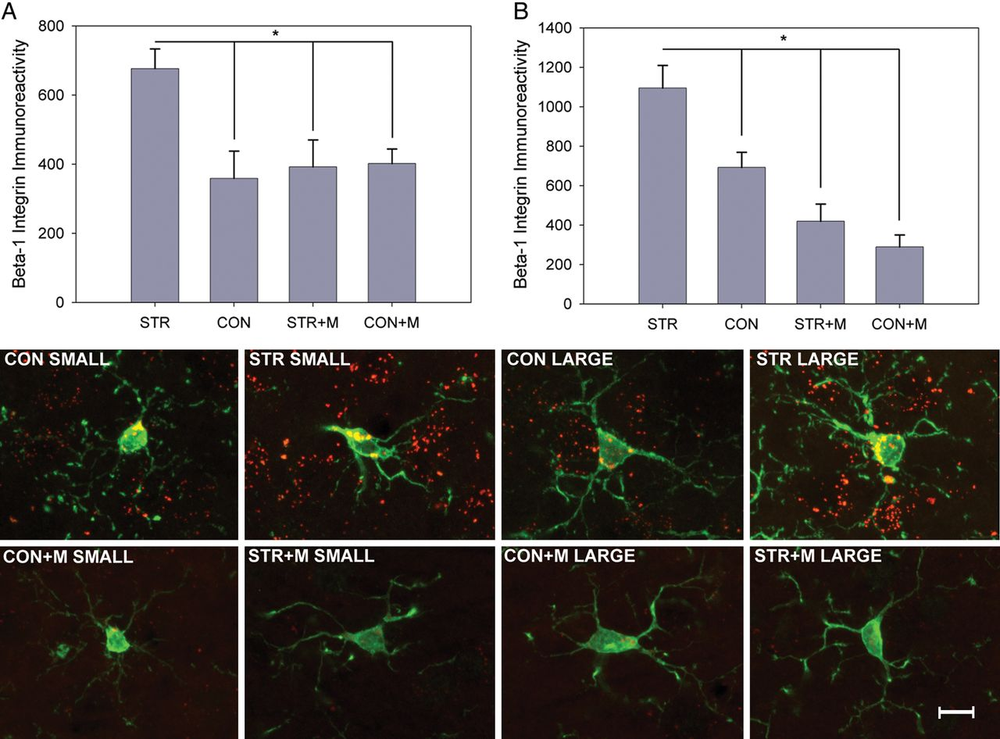 A
Beta-1 Integrin Immunoreactivity
800
600
400
200
0
*
STR CON STR+M CON+M
B
Beta-1 Integrin Immunoreactivity
1400
1200
1000
800
600
400
200
0
*
STR CON STR+M CON+M
CON SMALL STR SMALL CON LARGE STR LARGE
CON+M SMALL STR+M SMALL CON+M LARGE STR+M LARGE